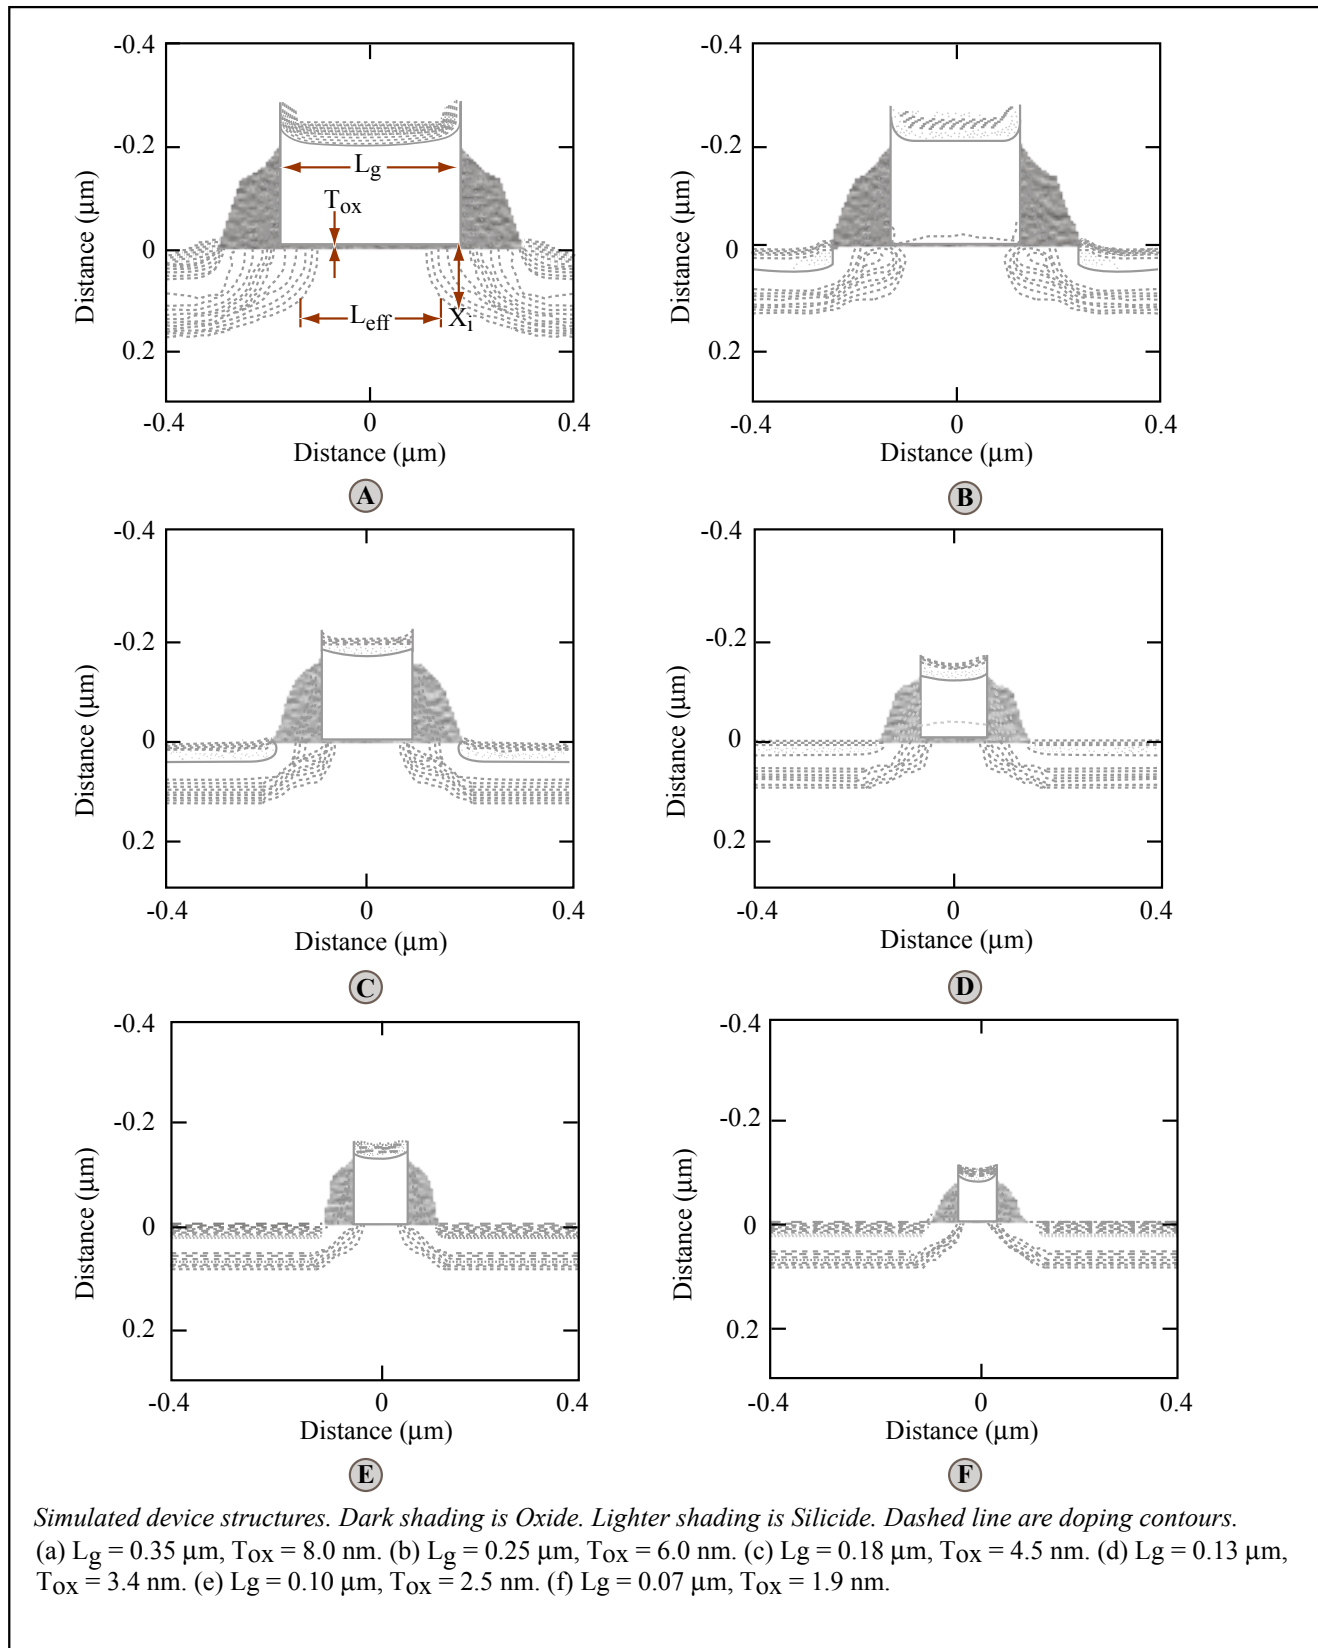 -0.4
-0.2
0
0.2
Distance (μm)
Lg
Tox
Leff
Xi
-0.4
0
0.4
Distance (μm)
A
-0.4
-0.2
0
0.2
Distance (μm)
-0.4
0
0.4
Distance (μm)
B
-0.4
-0.2
0
0.2
Distance (μm)
-0.4
0
0.4
Distance (μm)
C
-0.4
-0.2
0
0.2
Distance (μm)
-0.4
0
0.4
Distance (μm)
D
-0.4
-0.2
0
0.2
Distance (μm)
-0.4
0
0.4
Distance (μm)
E
-0.4
-0.2
0
0.2
Distance (μm)
-0.4
0
0.4
Distance (μm)
F
Simulated device structures. Dark shading is Oxide. Lighter shading is Silicide. Dashed line are doping contours.
(a) Lg = 0.35 μm, Tox = 8.0 nm. (b) Lg = 0.25 μm, Tox = 6.0 nm. (c) Lg = 0.18 μm, Tox = 4.5 nm. (d) Lg = 0.13 μm,
Tox = 3.4 nm. (e) Lg = 0.10 μm, Tox = 2.5 nm. (f) Lg = 0.07 μm, Tox = 1.9 nm.